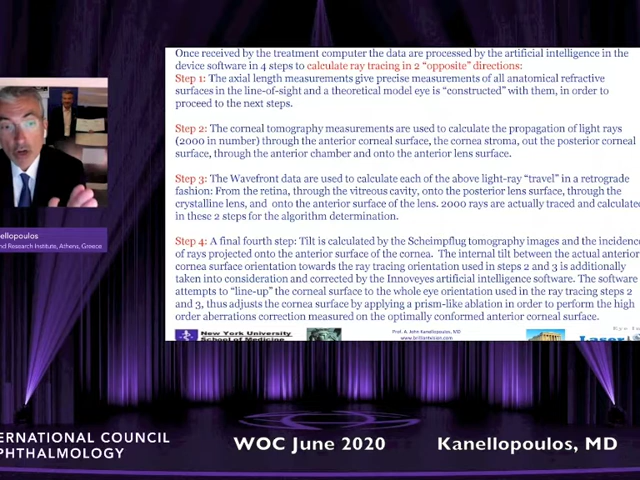 Once received by the treatment computer the data are processed by the artificial intelligence in the
device software in 4 steps to calculate ray tracing in 2 "opposite" directions:
Step 1: The axial length measurements give precise measurements of all anatomical refractive
surfaces in the line-of-sight and a theoretical model eye is "constructed" with them, in order to
proceed to the next steps.
Step 2: The corneal tomography measurements are used to calculate the propagation of light rays
(2000 in number) through the anterior corneal surface, the cornea stroma, out the posterior corneal
surface, through the anterior chamber and onto the anterior lens surface.
Step 3: The Wavefront data are used to calculate each of the above light-ray "travel" in a retrograde
fashion: From the retina, through the vitreous cavity, onto the posterior lens surface, through the
crystalline lens, and onto the anterior surface of the lens. 2000 rays are actually traced and calculated
in these 2 steps for the algorithm determination.
Step 4: A final fourth step: Tilt is calculated by the Scheimpflug tomography images and the incidence
of rays projected onto the anterior surface of the cornea. The internal tilt between the actual anterior
cornea surface orientation towards the ray tracing orientation used in steps 2 and 3 is additionally
taken into consideration and corrected by the Innoveyes artificial intelligence software. The software
attempts to "line-up" the corneal surface to the whole eye orientation used in the ray tracing steps 2
and 3, thus adjusts the cornea surface by applying a prism-like ablation in order to perform the high
order aberrations correction measured on the optimally conformed anterior corneal surface.
New York University
School of Medicine
Prof. A. John Kanellopoulos, MD
www.brilliantvision.com
Laser
nellopoulos
nd Research Institute, Athens, Greece
ERNATIONAL COUNCIL
PHTHALMOLOGY
WOC June 2020
Kanellopoulos, MD